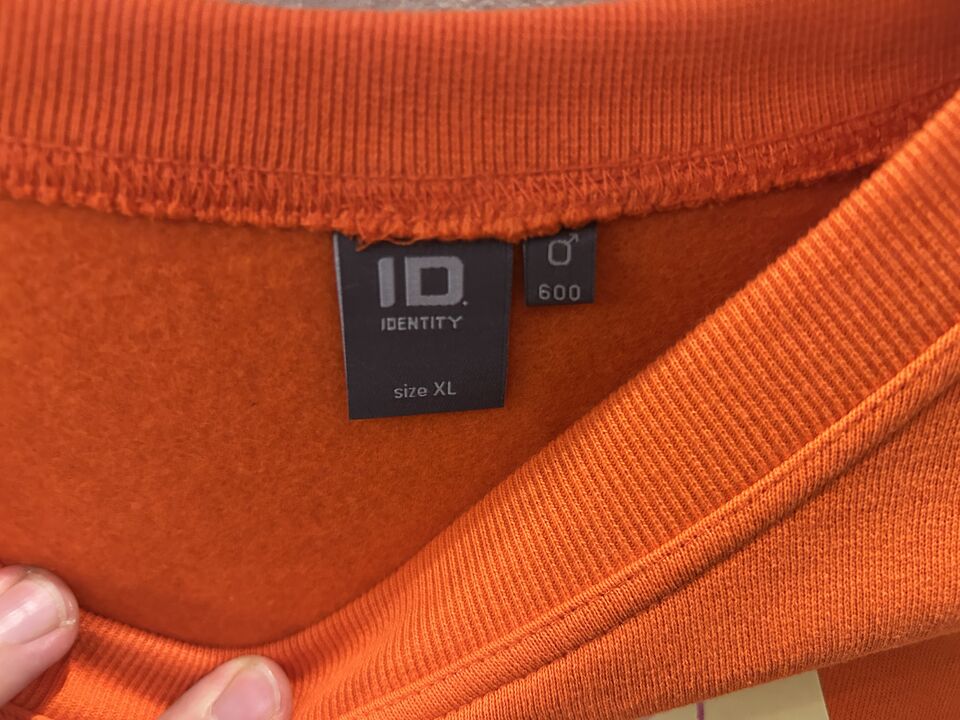 ID.
IDENTITY
size XL
♂
600